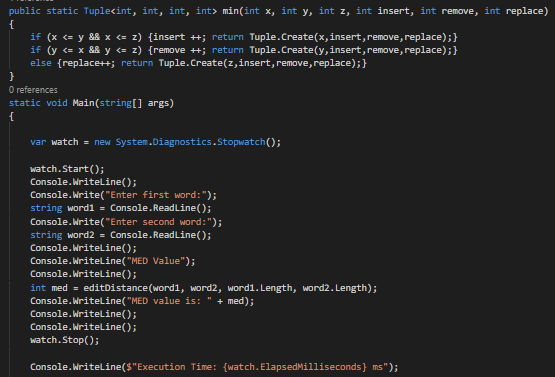 public static Tuple<int, int, int, int> min(int x, int y, int z, int insert, int remove, int replace)
{
    if (x <= y && x <= z) {insert ++; return Tuple.Create(x,insert,remove,replace);}
    if (y <= x && y <= z) {remove ++; return Tuple.Create(y,insert,remove,replace);}
    else {replace++; return Tuple.Create(z,insert,remove,replace);}
}
0 references
static void Main(string[] args)
{
    var watch = new System.Diagnostics.Stopwatch();
    watch.Start();
    Console.WriteLine();
    Console.Write("Enter first word:");
    string word1 = Console.ReadLine();
    Console.Write("Enter second word:");
    string word2 = Console.ReadLine();
    Console.WriteLine();
    Console.WriteLine("MED Value");
    Console.WriteLine();
    int med = editDistance(word1, word2, word1.Length, word2.Length);
    Console.WriteLine("MED value is: " + med);
    Console.WriteLine();
    Console.WriteLine();
    watch.Stop();
    Console.WriteLine($"Execution Time: {watch.ElapsedMilliseconds} ms");